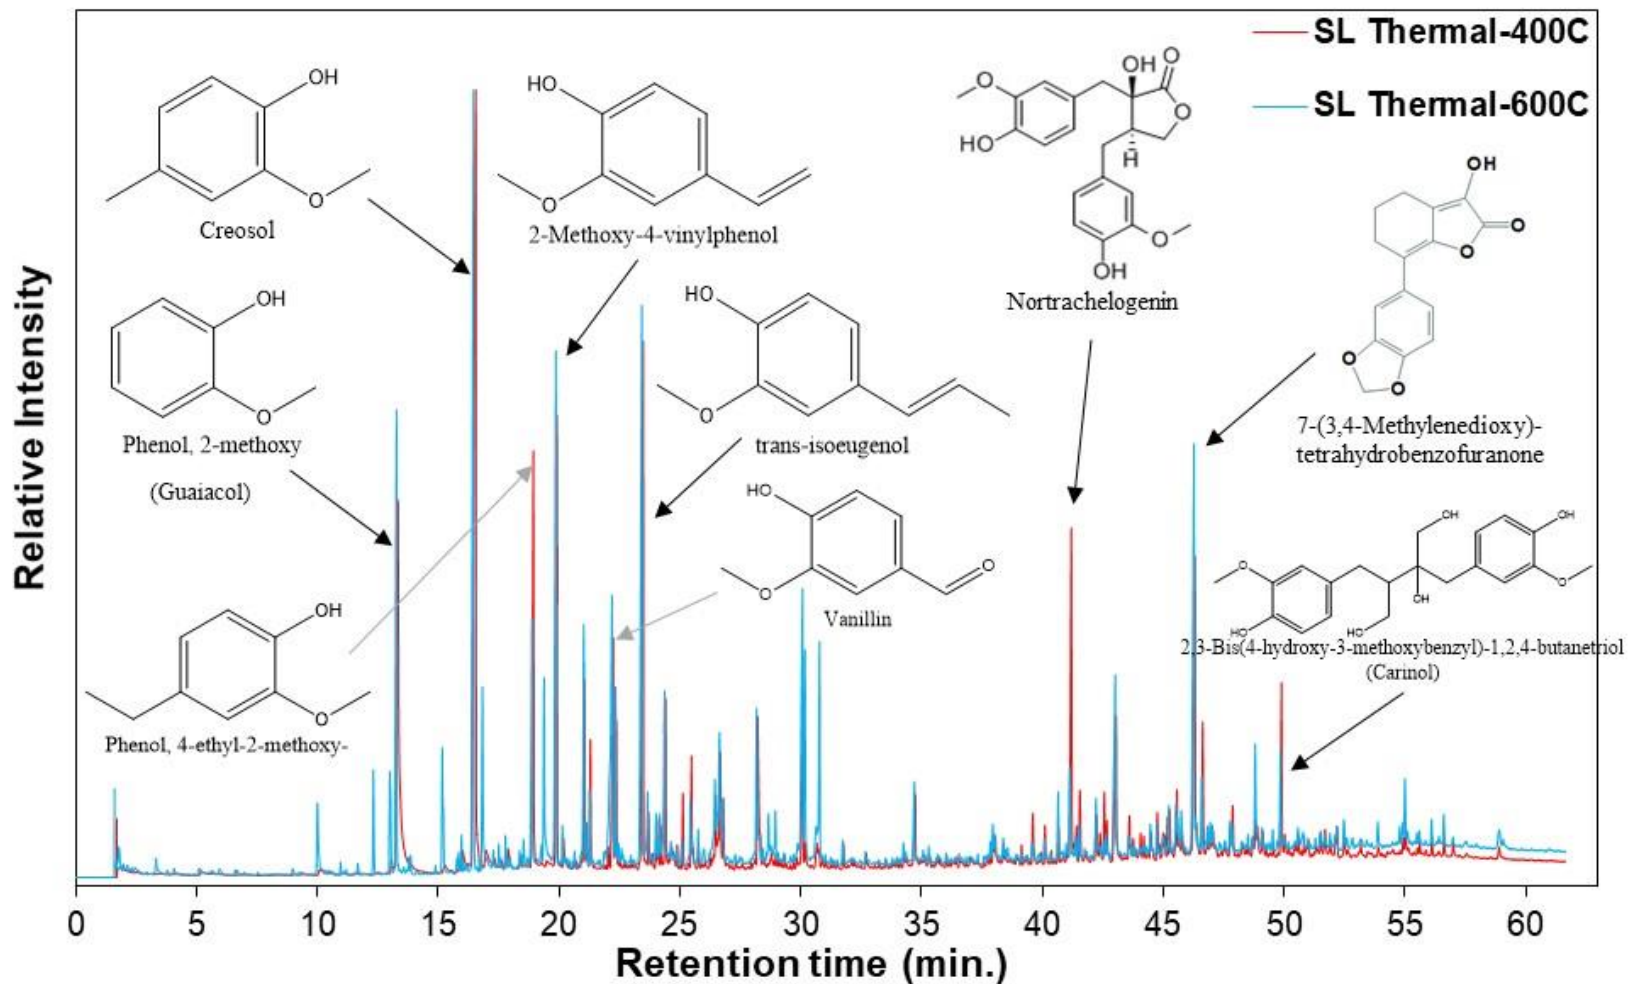 SL Thermal-400C
SL Thermal-600C
OH
O
Creosol
HO
O
2-Methoxy-4-vinylphenol
OH
O
O
O
HO
H
O
OH
Nortrachelogenin
OH
O
O
O
O
7-(3,4-Methylenedioxy)-
tetrahydrobenzofuranone
OH
O
Phenol, 2-methoxy
(Guaiacol)
HO
O
trans-isoeugenol
HO
O
O
Vanillin
OH
O
Phenol, 4-ethyl-2-methoxy-
OH
OH
O
O
OH
HO
HO
2,3-Bis(4-hydroxy-3-methoxybenzyl)-1,2,4-butanetriol
(Carinol)
Relative Intensity
0 5 10 15 20 25 30 35 40 45 50 55 60
Retention time (min.)